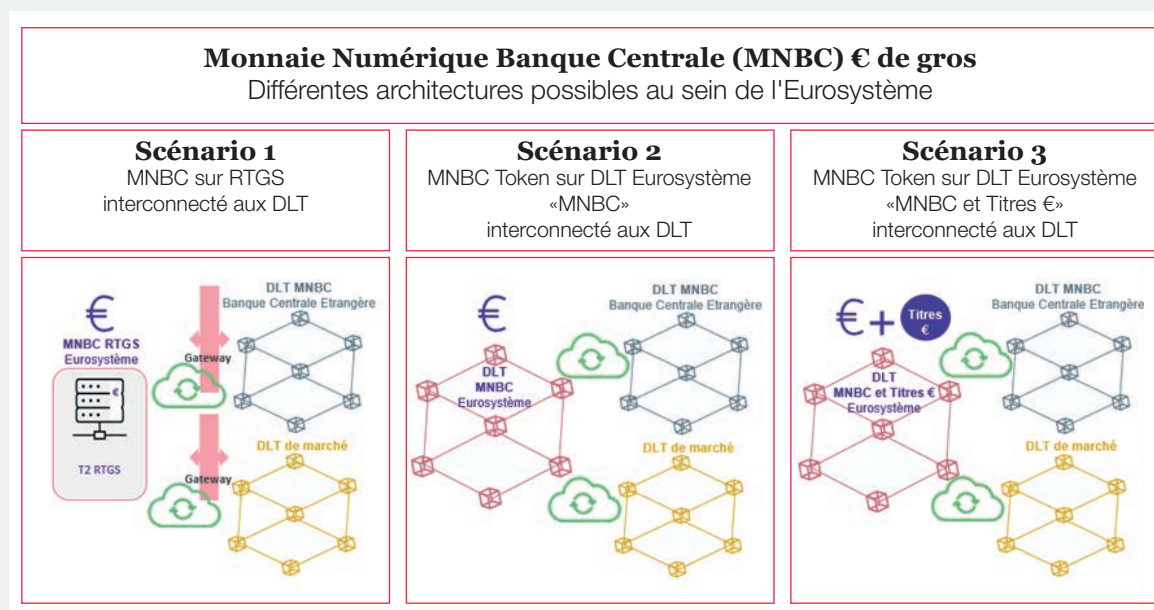 Monnaie Numérique Banque Centrale (MNBC) € de gros
Différentes architectures possibles au sein de l'Eurosystème
Scénario 1
MNBC sur RTGS
interconnecté aux DLT
Scénario 2
MNBC Token sur DLT Eurosystème
«MNBC»
interconnecté aux DLT
Scénario 3
MNBC Token sur DLT Eurosystème
«MNBC et Titres €»
interconnecté aux DLT
€
MNBC RTGS
Eurosystème
€
T2 RTGS
Gateway
Gateway
DLT MNBC
Banque Centrale Etrangère
DLT de marchè
€
DLT
MNBC
Eurosystème
DLT MNBC
Banque Centrale Etrangère
DLT de marchè
€ +
Titres
€
DLT
MNBC et Titres €
Eurosystème
DLT MNBC
Banque Centrale Etrangère
DLT de marchè